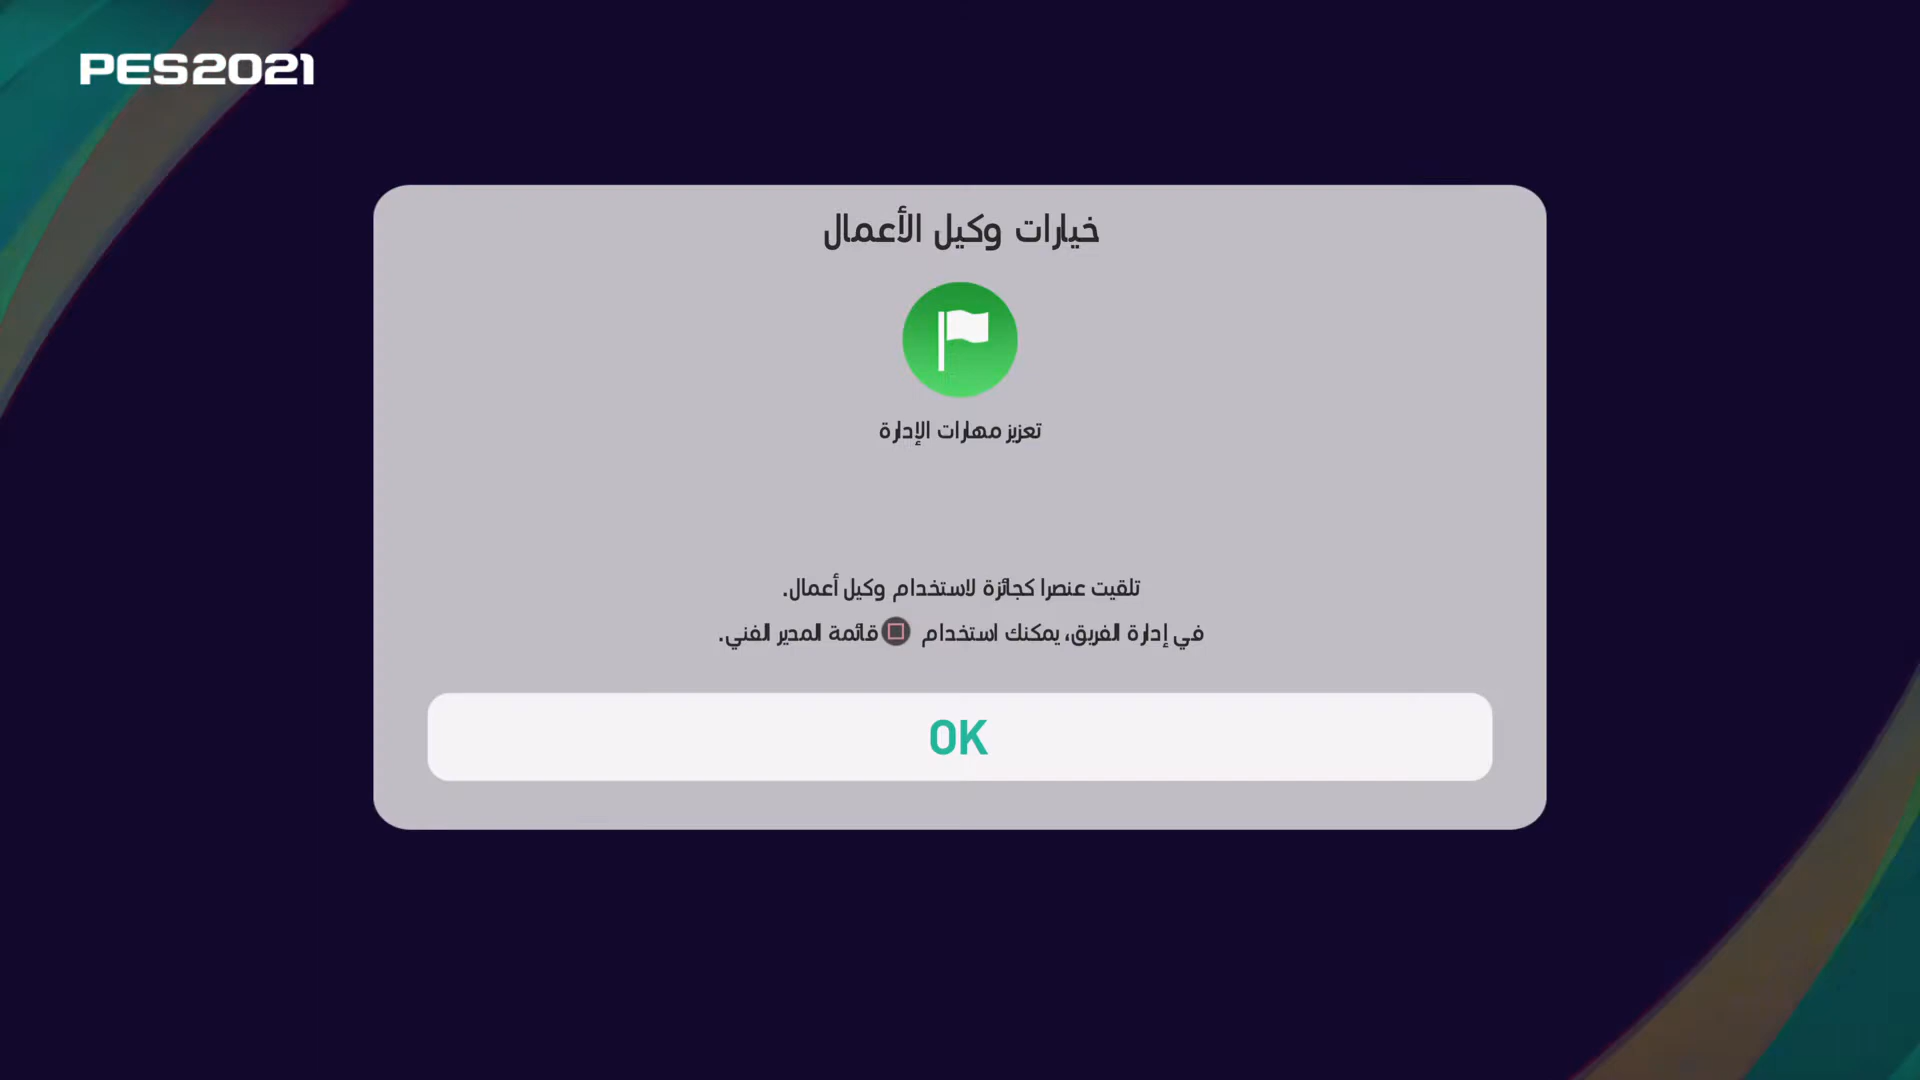 PES2021
خيارات وكيل الأعمال
تعزيز مهارات الإدارة
تلقيت عنصرا كجائزة لاستخدام وكيل أعمال.
في إدارة الفريق، يمكنك استخدام قائمة المدير الفني.
OK